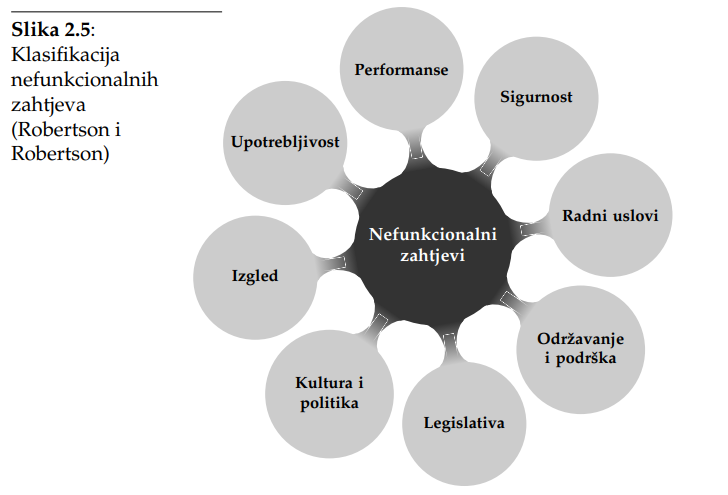 Slika 2.5:
Klasifikacija
nefunkcionalnih
zahtjeva
(Robertson i
Robertson)
Performanse
Sigurnost
Upotrebljivost
Radni uslovi
Nefunkcionalni
zahtjevi
Izgled
Održavanje
i podrška
Kultura i
politika
Legislativa